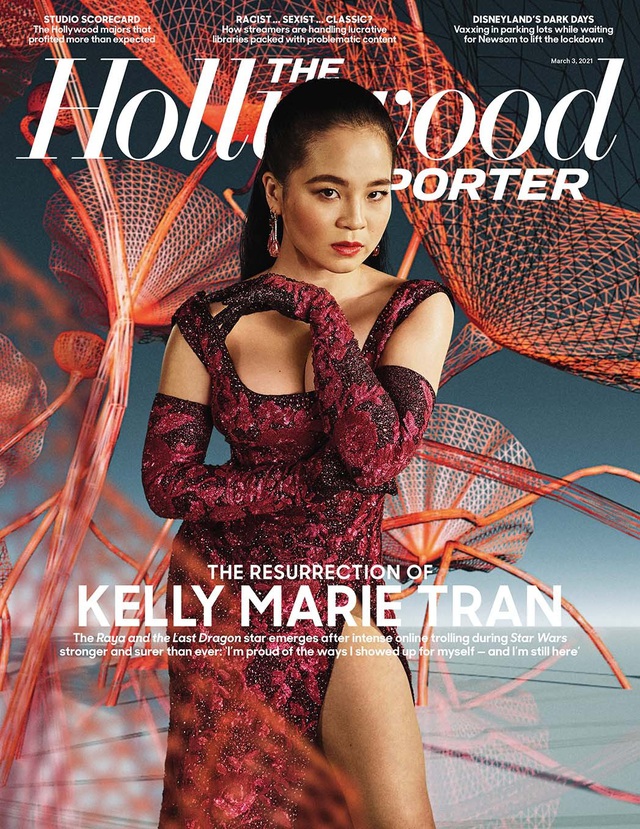 STUDIO SCORECARD
The Hollywood majors that
profited more than expected
RACIST... SEXIST... CLASSIC?
How streamers are handling lucrative
libraries packed with problematic content
DISNEYLAND'S DARK DAYS
Vaxxing in parking lots while waiting
for Newsom to lift the lockdown
March 3, 2021
THE
Hollywood
PORTER
THE RESURRECTION OF
KELLY MARIE TRAN
The Raya and the Last Dragon star emerges after intense online trolling during Star Wars
stronger and surer than ever: 'I'm proud of the ways I showed up for myself — and I'm still here'